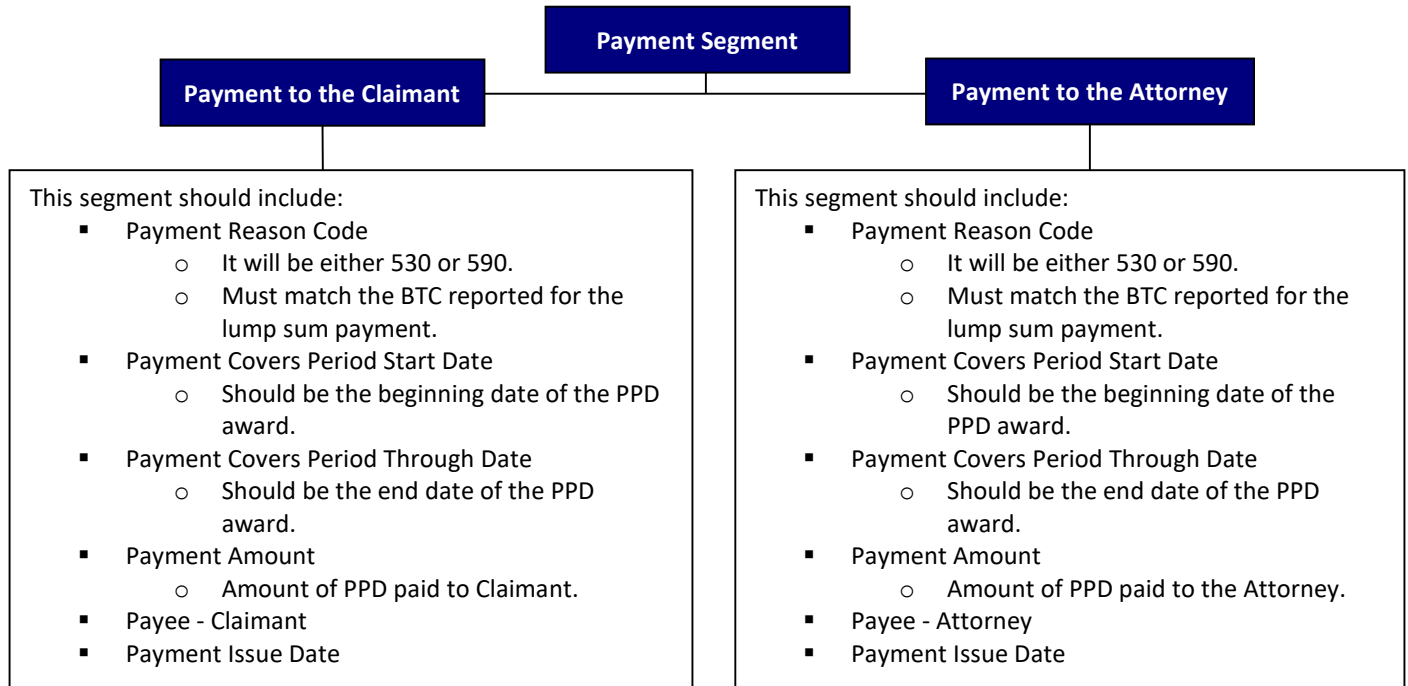 Payment Segment
Payment to the Claimant
Payment to the Attorney
This segment should include:
▪ Payment Reason Code
o It will be either 530 or 590.
o Must match the BTC reported for the
lump sum payment.
▪ Payment Covers Period Start Date
o Should be the beginning date of the PPD
award.
▪ Payment Covers Period Through Date
o Should be the end date of the PPD
award.
▪ Payment Amount
o Amount of PPD paid to Claimant.
▪ Payee - Claimant
▪ Payment Issue Date
This segment should include:
▪ Payment Reason Code
o It will be either 530 or 590.
o Must match the BTC reported for the
lump sum payment.
▪ Payment Covers Period Start Date
o Should be the beginning date of the
PPD award.
▪ Payment Covers Period Through Date
o Should be the end date of the PPD
award.
▪ Payment Amount
o Amount of PPD paid to the Attorney.
▪ Payee - Attorney
▪ Payment Issue Date